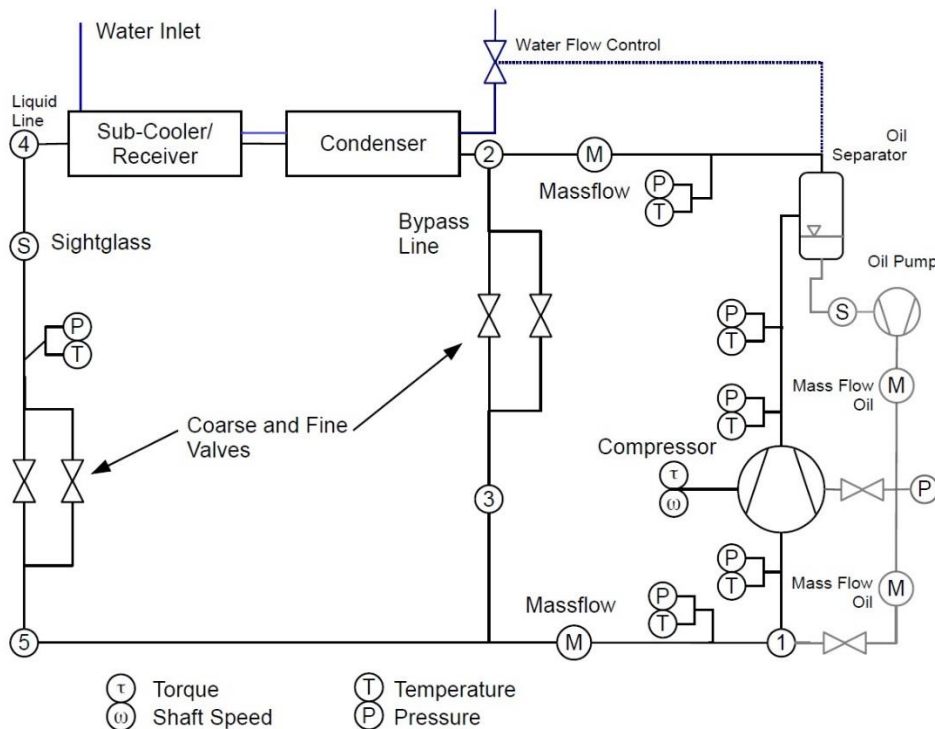 Water Inlet
Water Flow Control
Liquid
Line
4
Sub-Cooler/
Receiver
Condenser
2
M
Massflow
P
T
Oil
Separator
S
Sightglass
Bypass
Line
Oil Pump
P
T
S
P
T
M
Mass Flow
Oil
P
T
Coarse and Fine
Valves
Compressor
τ
ω
P
3
P
T
Mass Flow
Oil
M
Massflow
P
T
5
M
1
τ Torque
ω Shaft Speed
T Temperature
P Pressure